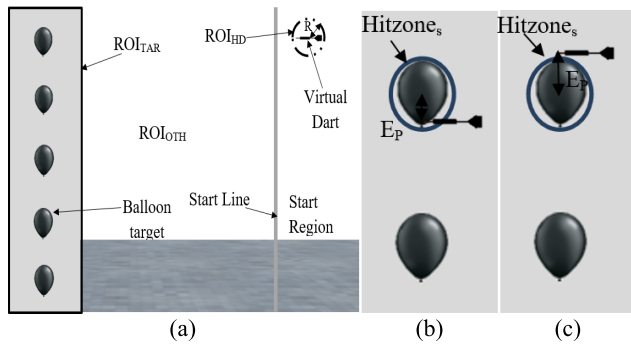 ROI_TAR
ROI_HD
R
Virtual
Dart
ROI_OTH
Balloon
target
Start Line
Start
Region
(a)
Hitzone_s
E_P
(b)
Hitzone_s
E_P
(c)